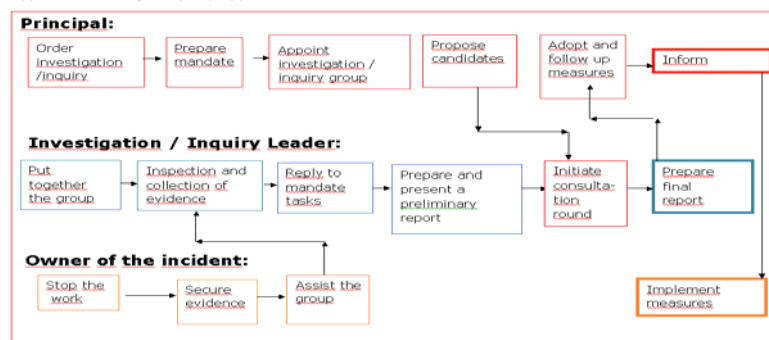 Principal:
Order
investigation
/inquiry
Prepare
mandate
Appoint
investigation /
inquiry group
Propose
candidates
Adopt and
follow up
measures
Inform
Investigation / Inquiry Leader:
Put
together
the group
Inspection and
collection of
evidence
Reply to
mandate
tasks
Prepare and
present a
preliminary
report
Initiate
consulta-
tion
round
Prepare
final
report
Owner of the incident:
Stop the
work
Secure
evidence
Assist the
group
Implement
measures